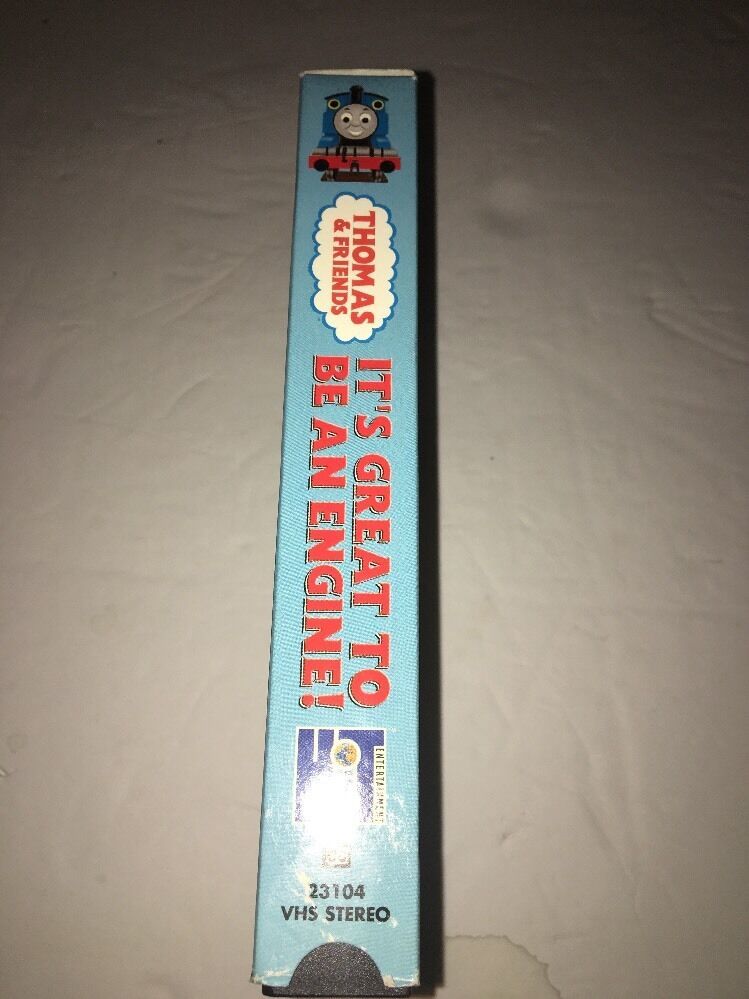 THOMAS
& FRIENDS
IT'S GREAT TO
BE AN ENGINE!
ENTERTAINMENT
23104
VHS STEREO